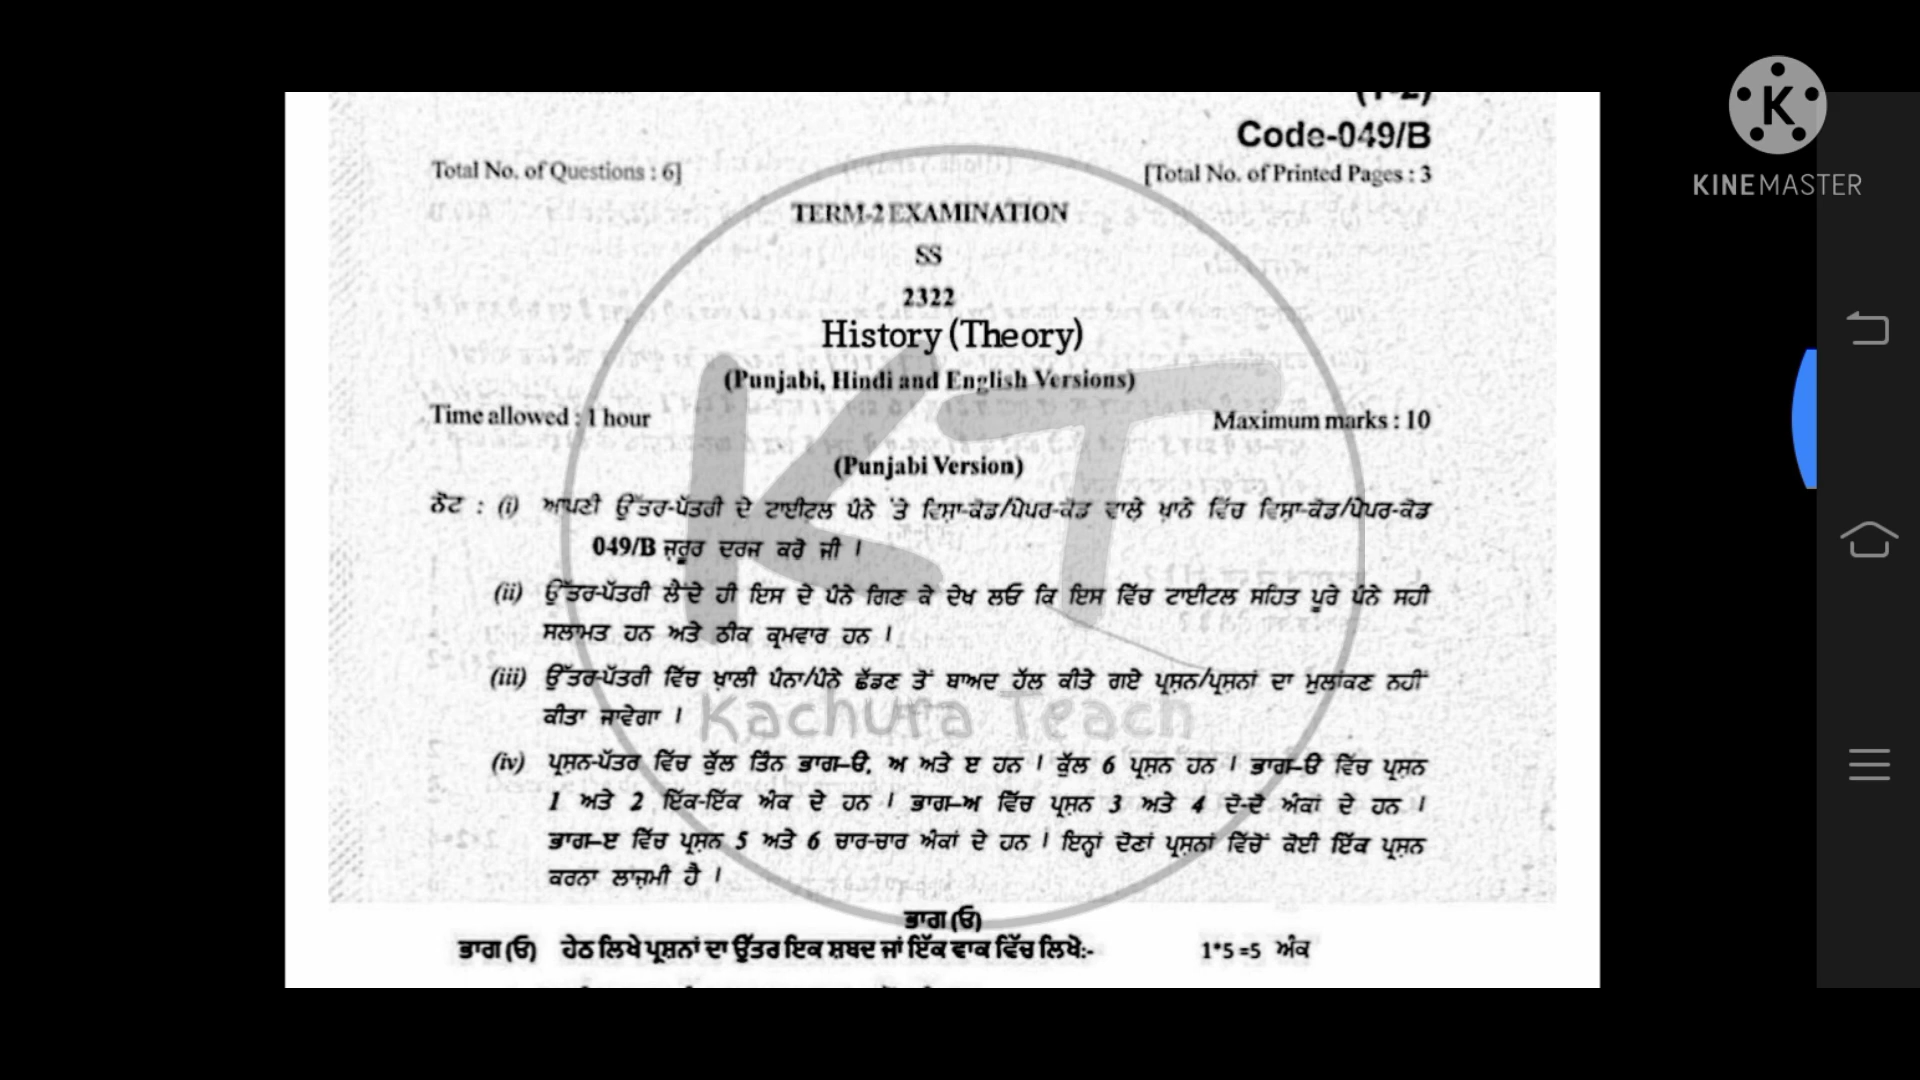 Code-049/B
Total No. of Questions : 6]
[Total No. of Printed Pages : 3
TERM-2 EXAMINATION
SS
2322
History (Theory)
(Punjabi, Hindi and English Versions)
Time allowed : 1 hour
Maximum marks : 10
(Punjabi Version)
ਨੋਟ : (i) ਆਪਣੀ ਉੱਤਰ-ਪੱਤਰੀ ਦੇ ਟਾਈਟਲ ਪੰਨੇ 'ਤੇ ਵਿਸ਼ਾ-ਕੋਡ/ਪੇਪਰ-ਕੋਡ ਵਾਲੇ ਖ਼ਾਨੇ ਵਿੱਚ ਵਿਸ਼ਾ-ਕੋਡ/ਪੇਪਰ-ਕੋਡ
049/B ਜ਼ਰੂਰ ਦਰਜ ਕਰੋ ਜੀ ।
(ii) ਉੱਤਰ-ਪੱਤਰੀ ਲੈਂਦੇ ਹੀ ਇਸ ਦੇ ਪੰਨੇ ਗਿਣ ਕੇ ਦੇਖ ਲਓ ਕਿ ਇਸ ਵਿੱਚ ਟਾਈਟਲ ਸਹਿਤ ਪੂਰੇ ਪੰਨੇ ਸਹੀ
ਸਲਾਮਤ ਹਨ ਅਤੇ ਠੀਕ ਕ੍ਰਮਵਾਰ ਹਨ ।
(iii) ਉੱਤਰ-ਪੱਤਰੀ ਵਿੱਚ ਖ਼ਾਲੀ ਪੰਨਾ/ਪੰਨੇ ਛੱਡਣ ਤੋਂ ਬਾਅਦ ਹੱਲ ਕੀਤੇ ਗਏ ਪ੍ਰਸ਼ਨ/ਪ੍ਰਸ਼ਨਾਂ ਦਾ ਮੁਲਾਂਕਣ ਨਹੀਂ
ਕੀਤਾ ਜਾਵੇਗਾ ।
(iv) ਪ੍ਰਸ਼ਨ-ਪੱਤਰ ਵਿੱਚ ਕੁੱਲ ਤਿੰਨ ਭਾਗ–ੳ, ਅ ਅਤੇ ੲ ਹਨ । ਕੁੱਲ 6 ਪ੍ਰਸ਼ਨ ਹਨ । ਭਾਗ–ੳ ਵਿੱਚ ਪ੍ਰਸ਼ਨ
1 ਅਤੇ 2 ਇੱਕ-ਇੱਕ ਅੰਕ ਦੇ ਹਨ । ਭਾਗ–ਅ ਵਿੱਚ ਪ੍ਰਸ਼ਨ 3 ਅਤੇ 4 ਦੋ-ਦੋ ਅੰਕਾਂ ਦੇ ਹਨ ।
ਭਾਗ–ੲ ਵਿੱਚ ਪ੍ਰਸ਼ਨ 5 ਅਤੇ 6 ਚਾਰ-ਚਾਰ ਅੰਕਾਂ ਦੇ ਹਨ । ਇਨ੍ਹਾਂ ਦੋਣਾਂ ਪ੍ਰਸ਼ਨਾਂ ਵਿੱਚੋਂ ਕੋਈ ਇੱਕ ਪ੍ਰਸ਼ਨ
ਕਰਨਾ ਲਾਜ਼ਮੀ ਹੈ ।
ਭਾਗ (ਓ)
ਭਾਗ (ਓ) ਹੇਠ ਲਿਖੇ ਪ੍ਰਸ਼ਨਾਂ ਦਾ ਉੱਤਰ ਇਕ ਸ਼ਬਦ ਜਾਂ ਇੱਕ ਵਾਕ ਵਿੱਚ ਲਿਖੋ:- 1*5 =5 ਅੰਕ
KT
Kachura Teach
K
KINEMASTER